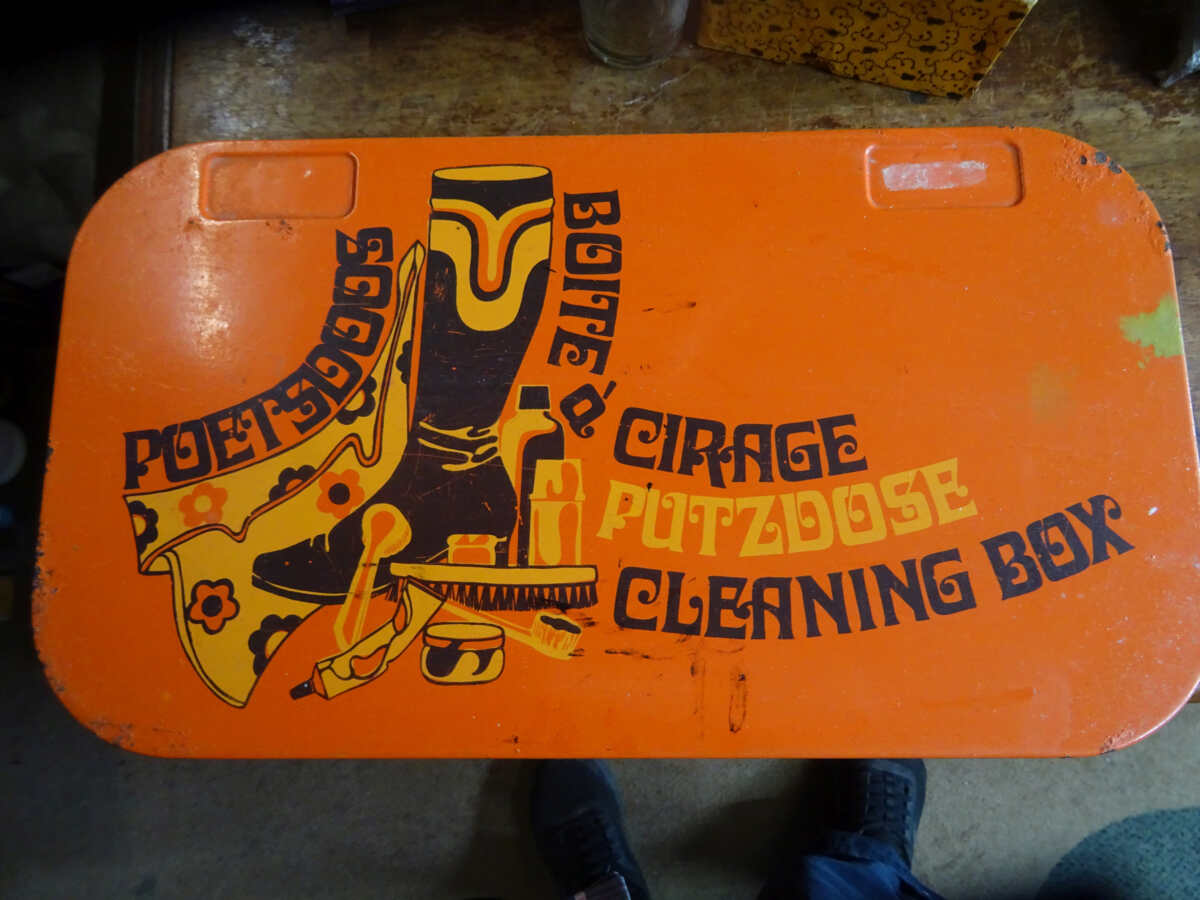 POETSDOOS
BOITE à
CIRAGE
PUTZDOSE
CLEANING BOX